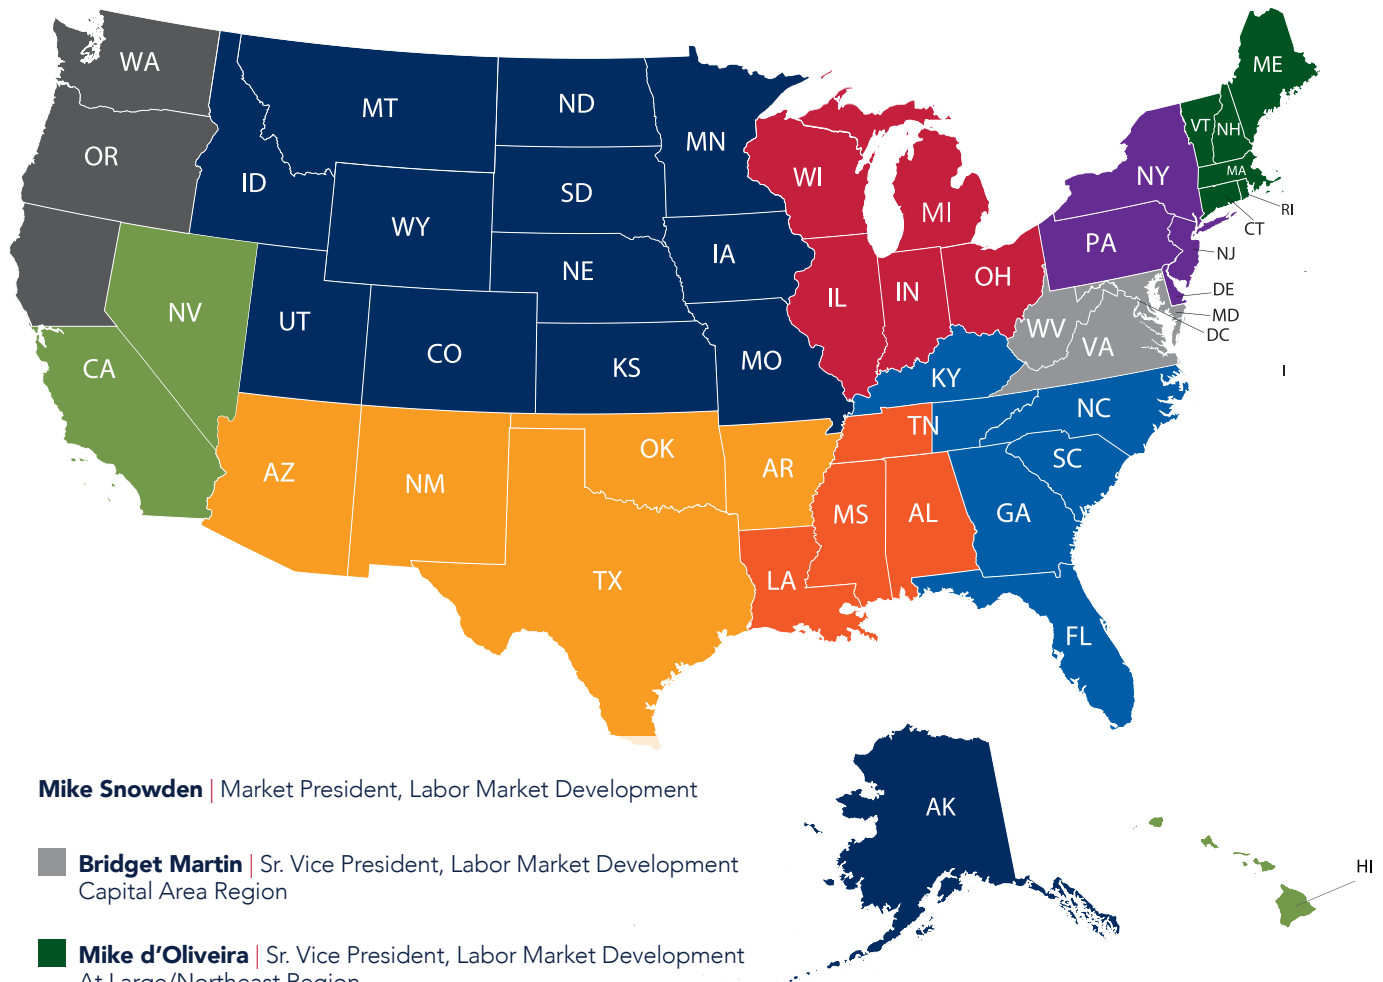 ME
WA
MT
ND
MN
VT
NH
OR
ID
SD
WI
NY
MA
MI
RI
WY
CT
IA
PA
NJ
NE
OH
IL
IN
DE
NV
UT
MD
WV
DC
CO
VA
KS
MO
CA
KY
I
NC
TN
OK
SC
AZ
AR
NM
MS
AL
GA
TX
LA
FL
Mike Snowden | Market President, Labor Market Development
AK
Bridget Martin | Sr. Vice President, Labor Market Development
Capital Area Region
HI
Mike d'Oliveira | Sr. Vice President, Labor Market Development
At Large/Northeast Region